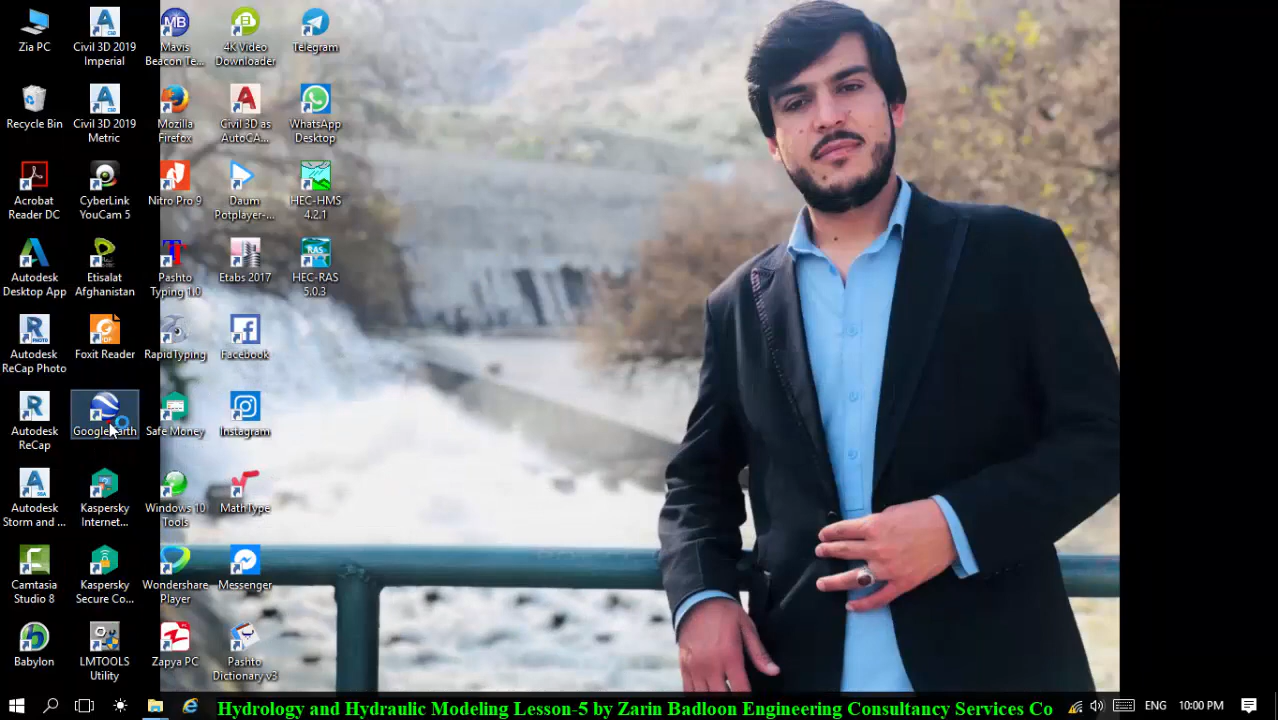 Zia PC
Civil 3D 2019
Imperial
MB
Mavis
Beacon Te...
4K Video
Downloader
Telegram
Recycle Bin
Civil 3D 2019
Metric
Mozilla
Firefox
Civil 3D as
AutoCA...
WhatsApp
Desktop
Acrobat
Reader DC
CyberLink
YouCam 5
Nitro Pro 9
Daum
Potplayer-...
HEC-HMS
4.2.1
Autodesk
Desktop App
Etisalat
Afghanistan
Pashto
Typing 1.0
Etabs 2017
RAS
HEC-RAS
5.0.3
Autodesk
ReCap Photo
Foxit Reader
RapidTyping
Facebook
Autodesk
ReCap
Google Earth
Safe Money
Instagram
Autodesk
Storm and ...
Kaspersky
Internet...
Windows 10
Tools
MathType
Camtasia
Studio 8
Kaspersky
Secure Co...
Wondershare
Player
Messenger
Babylon
LMTOOLS
Utility
Zapya PC
Pashto
Dictionary v3
Hydrology and Hydraulic Modeling Lesson-5 by Zarin Badloon Engineering Consultancy Services Co
ENG
10:00 PM